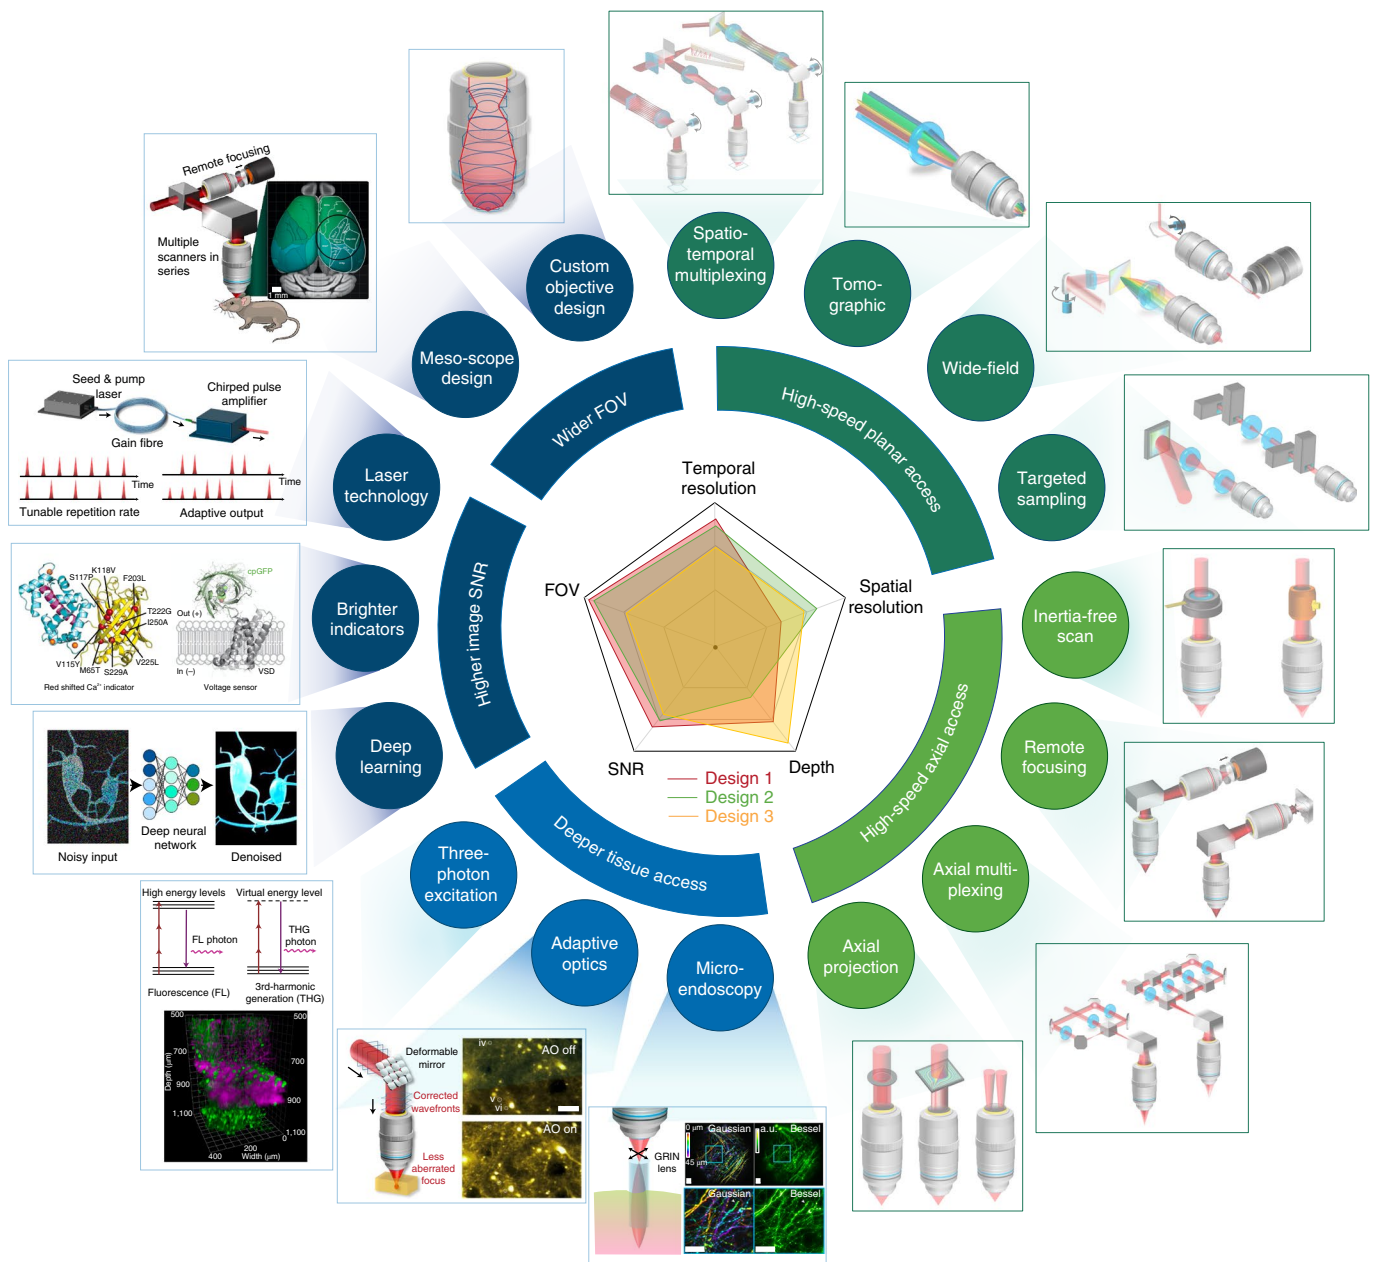 Remote focusing
Multiple
scanners in
series
1 mm
Custom
objective
design
Spatio-
temporal
multiplexing
Tomo-
graphic
Wide-field
Targeted
sampling
Meso-scope
design
Laser
technology
Brighter
indicators
Deep
learning
Three-
photon
excitation
Adaptive
optics
Micro-
endoscopy
Axial
projection
Axial multi-
plexing
Remote
focusing
Inertia-free
scan
Wider FOV
High-speed planar access
High-speed axial access
Deeper tissue access
Higher image SNR
Temporal
resolution
FOV
Spatial
resolution
SNR
Depth
Design 1
Design 2
Design 3
Seed & pump
laser
Chirped pulse
amplifier
Gain fibre
Time
Time
Tunable repetition rate
Adaptive output
K118V
S117P
F203L
T222G
I250A
V115Y
M65T
S229A
V225L
Red shifted Ca2+ indicator
cpGFP
Out (+)
In (–)
VSD
Voltage sensor
Noisy input
Deep neural
network
Denoised
High energy levels
Virtual energy level
FL photon
THG
photon
Fluorescence (FL)
3rd-harmonic
generation (THG)
500
500
700
700
900
900
1,100
1,100
Depth (µm)
0
200
400
Width (µm)
Deformable
mirror
Corrected
wavefronts
Less
aberrated
focus
iv
AO off
v
vi
AO on
GRIN
lens
0 µm
45 µm
Gaussian
a.u.
Bessel
Gaussian
Bessel